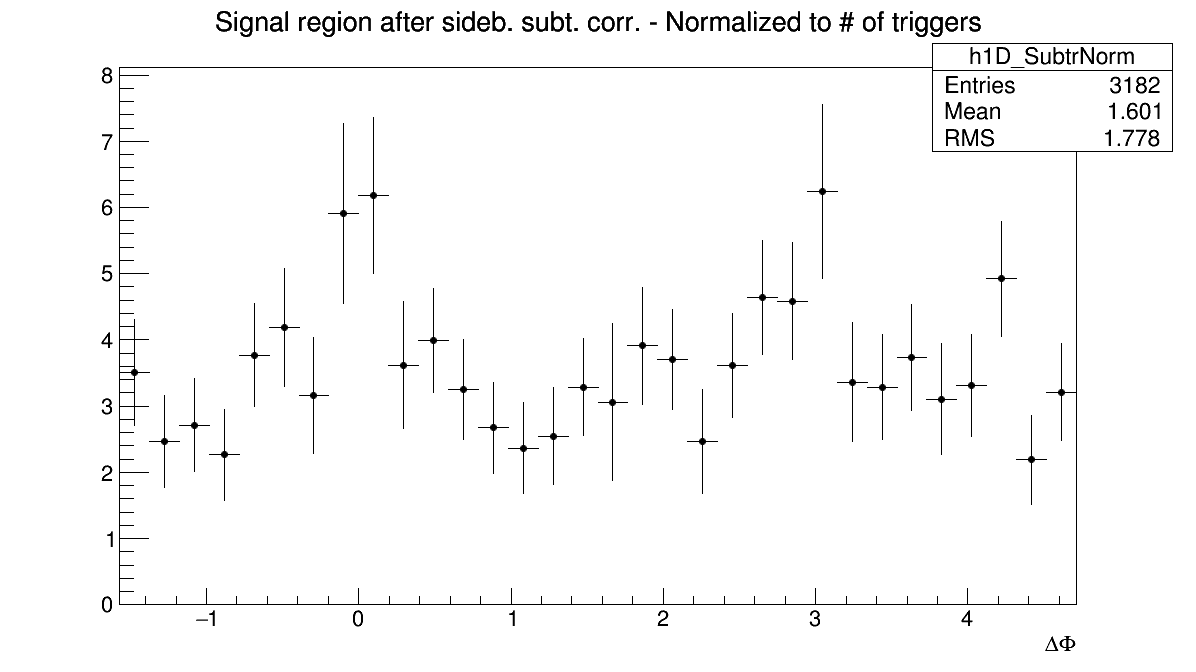 Signal region after sideb. subt. corr. - Normalized to # of triggers
h1D_SubtrNorm
Entries 3182
Mean 1.601
RMS 1.778
8
7
6
5
4
3
2
1
0
−1 0 1 2 3 4
ΔΦ